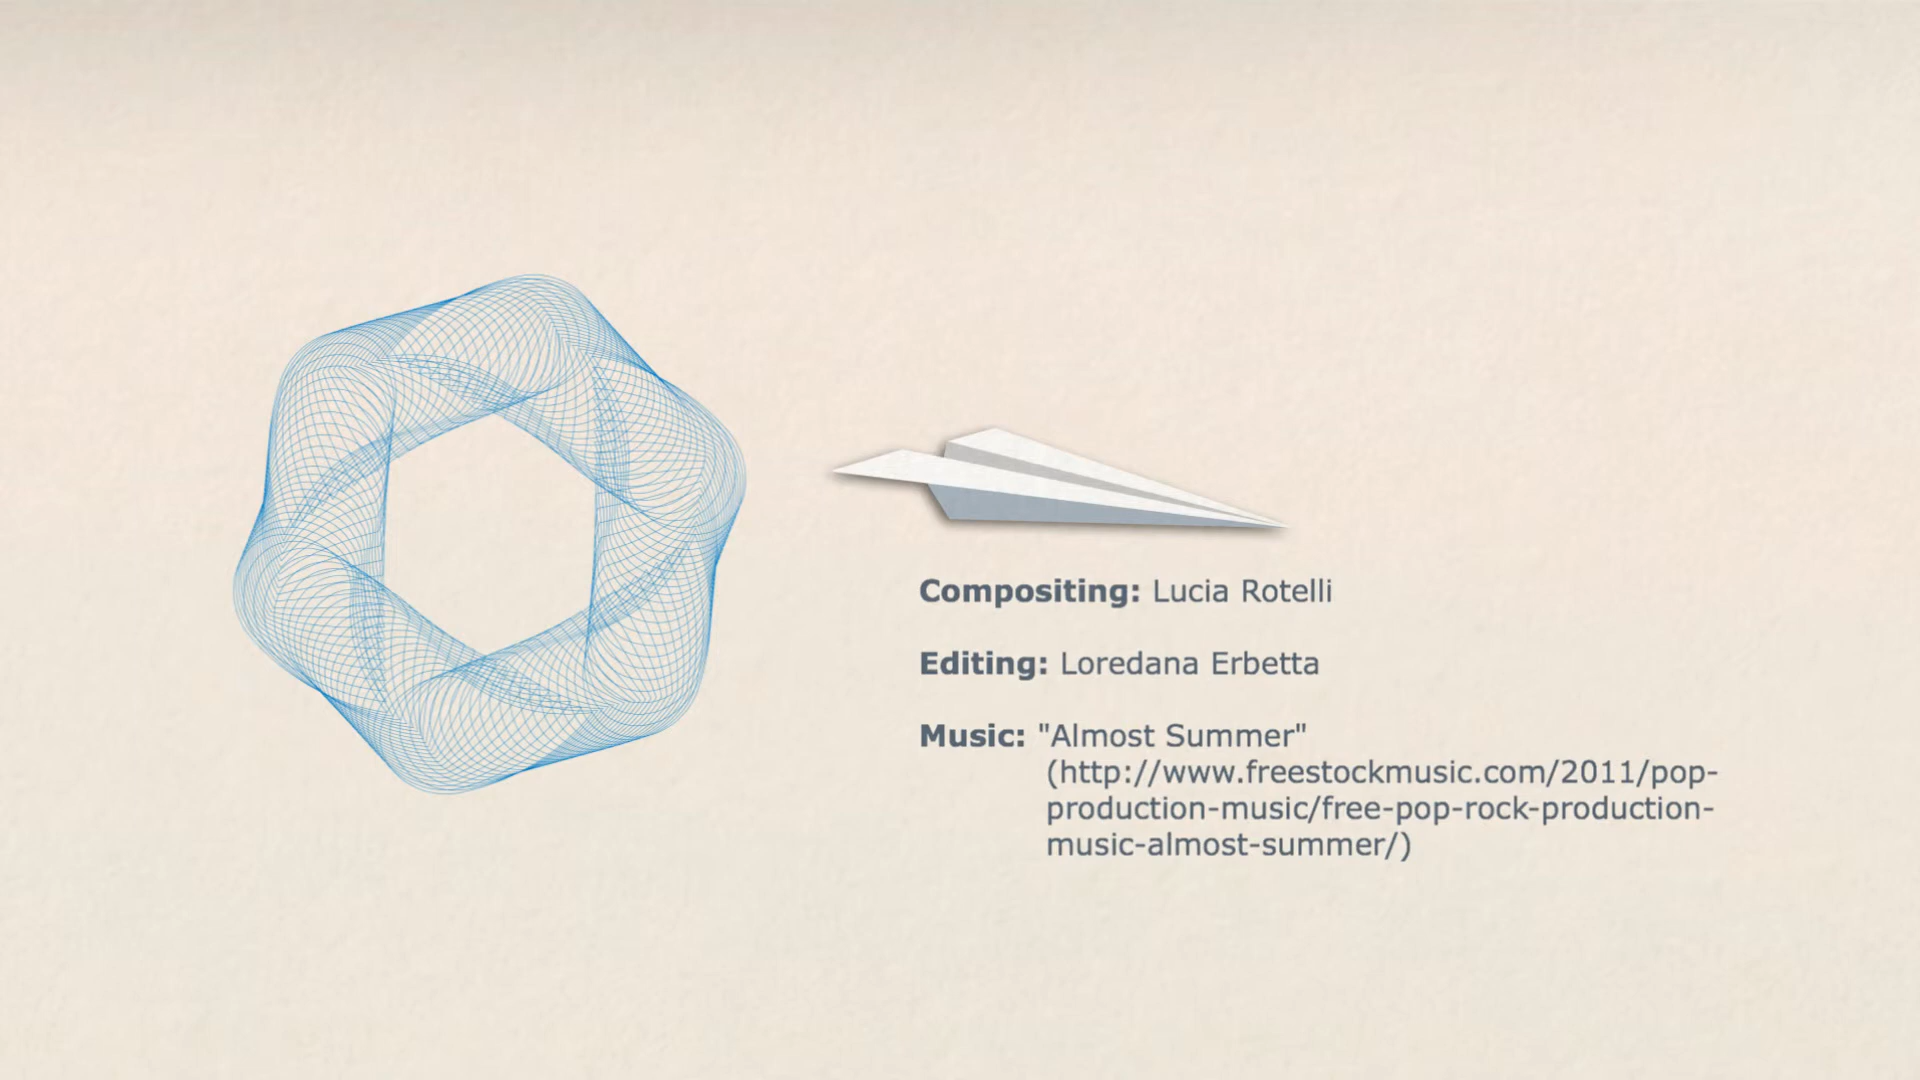 Compositing: Lucia Rotelli
Editing: Loredana Erbetta
Music: "Almost Summer"
(http://www.freestockmusic.com/2011/pop-
production-music/free-pop-rock-production-
music-almost-summer/)